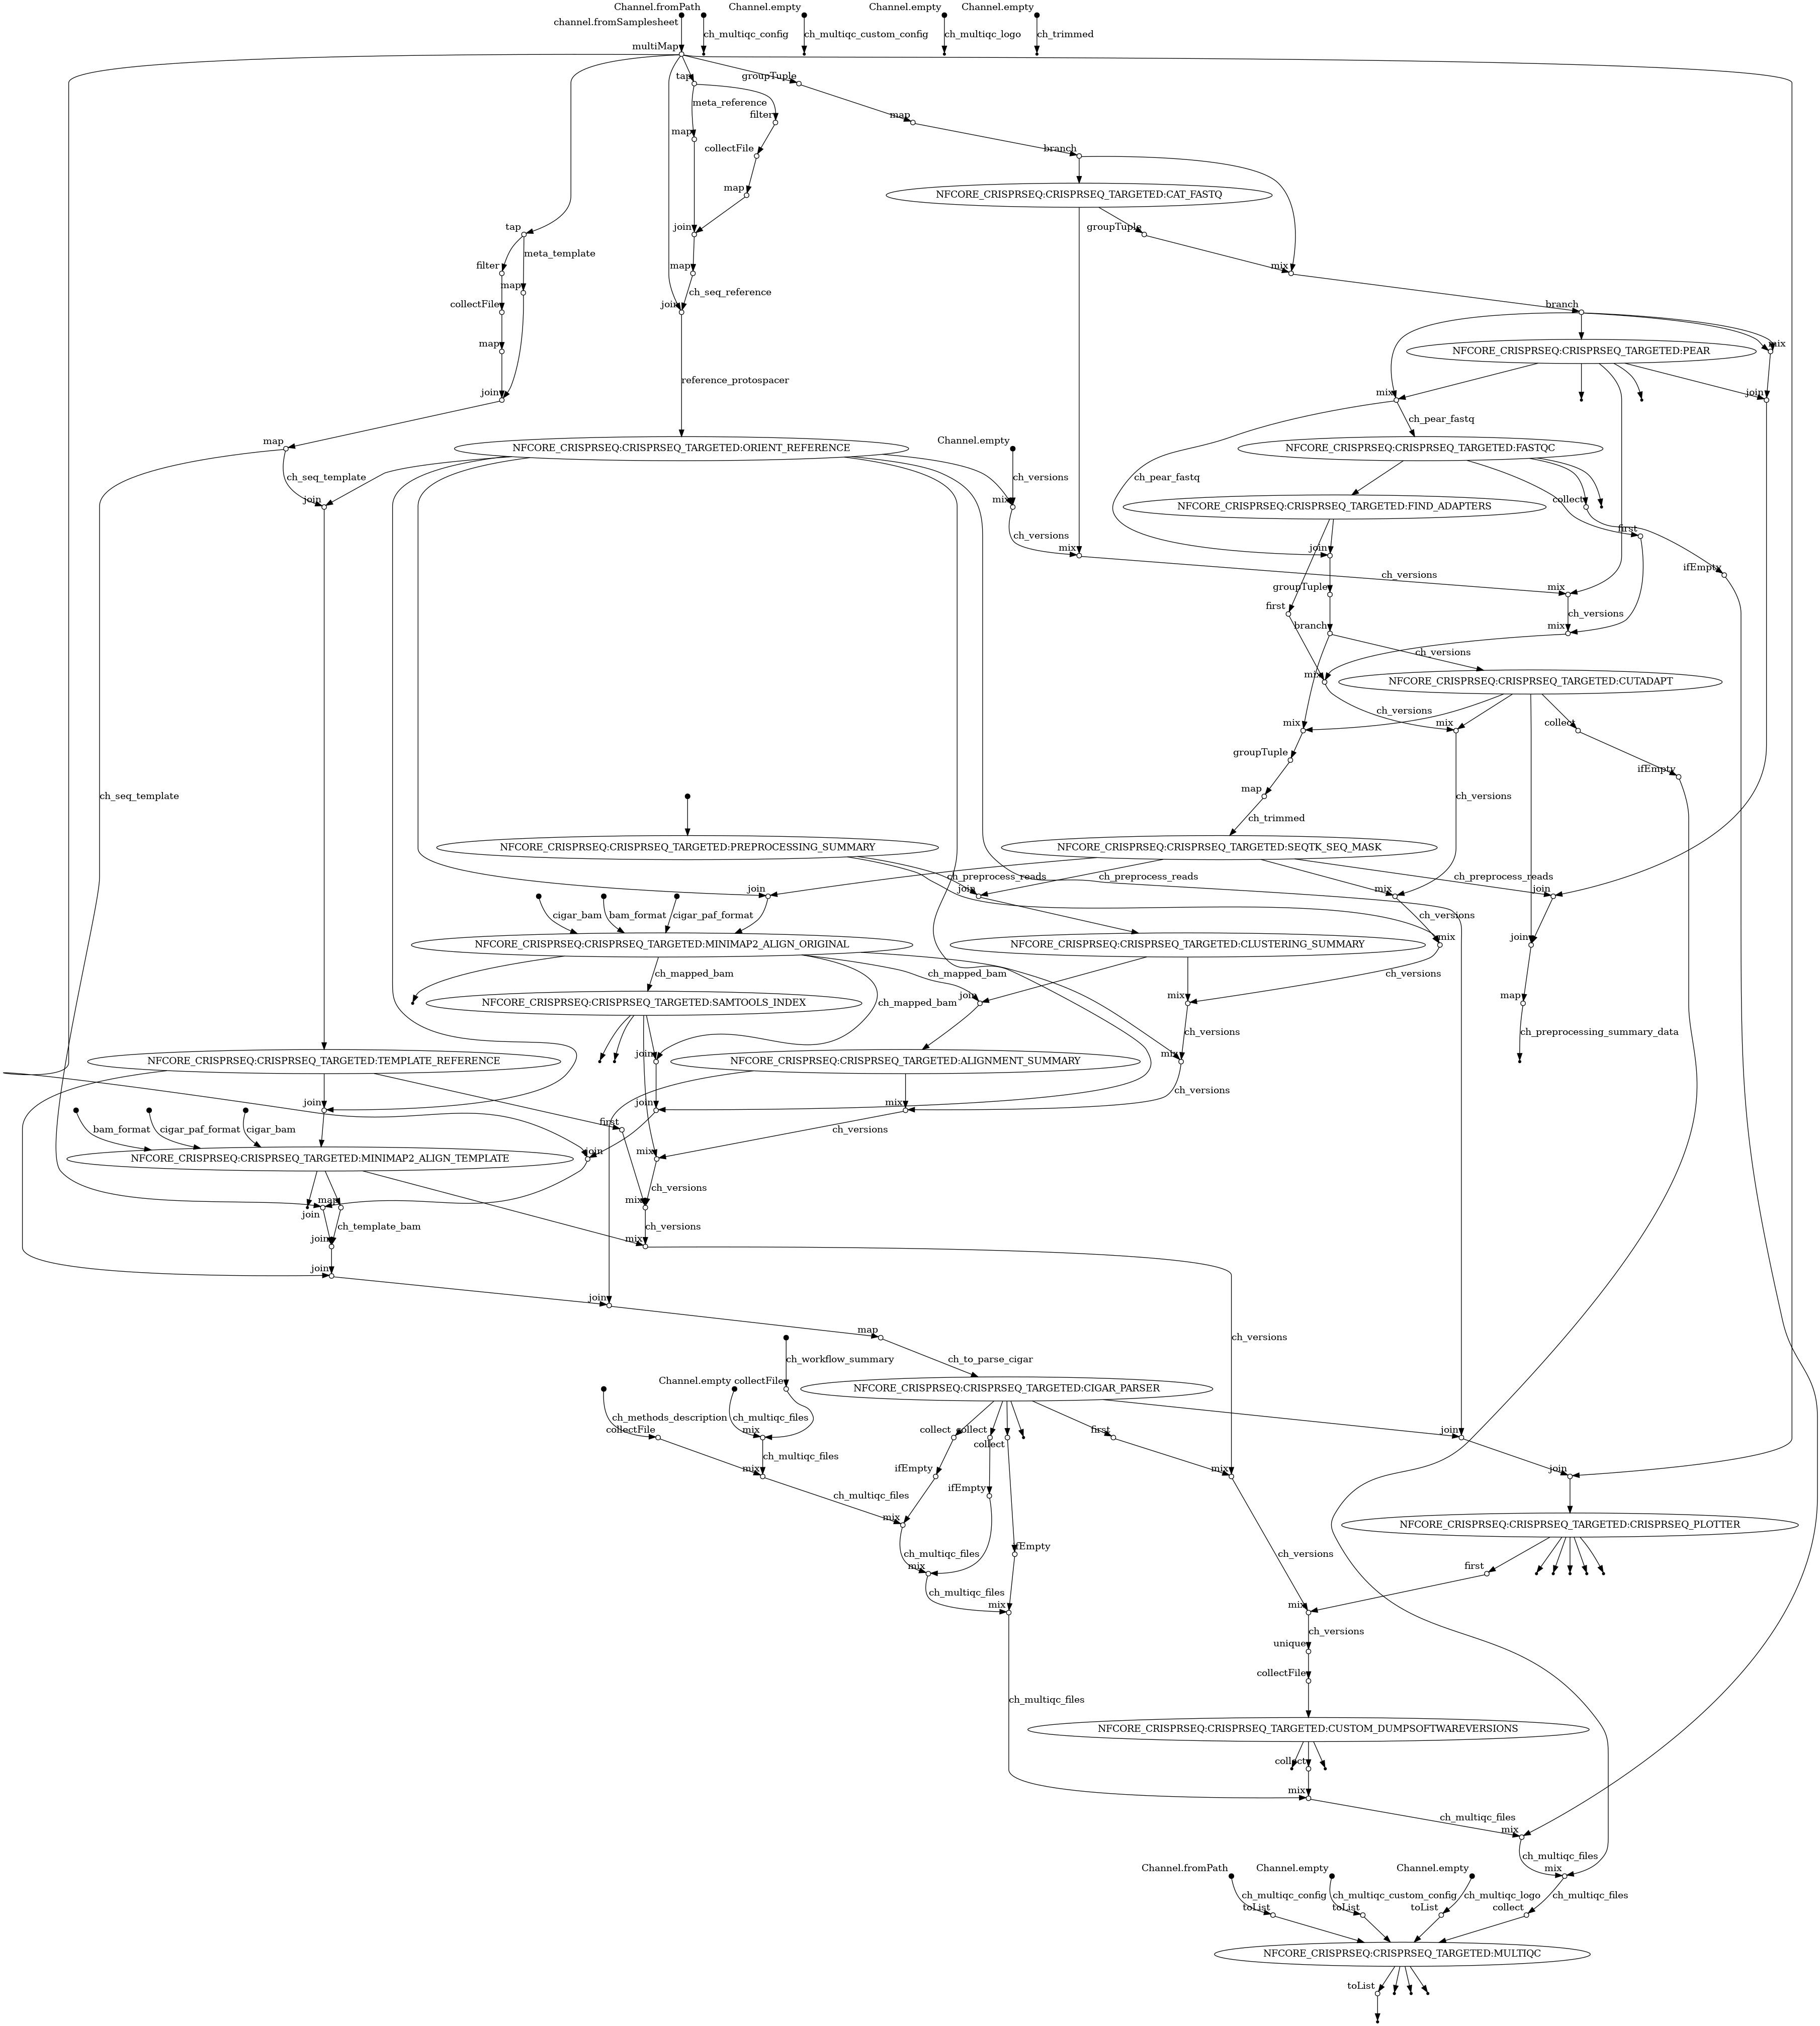 Channel.fromPath
Channel.empty
Channel.empty
Channel.empty
channel.fromSamplesheet
ch_multiqc_config
ch_multiqc_custom_config
ch_multiqc_logo
ch_trimmed
multiMap
tap
groupTuple
meta_reference
filter
map
map
collectFile
branch
map
NFCORE_CRISPRSEQ:CRISPRSEQ_TARGETED:CAT_FASTQ
tap
join
groupTuple
meta_template
filter
map
mix
map
ch_seq_reference
collectFile
join
branch
map
mix
NFCORE_CRISPRSEQ:CRISPRSEQ_TARGETED:PEAR
reference_protospacer
join
mix
join
ch_pear_fastq
map
Channel.empty
NFCORE_CRISPRSEQ:CRISPRSEQ_TARGETED:ORIENT_REFERENCE
NFCORE_CRISPRSEQ:CRISPRSEQ_TARGETED:FASTQC
ch_seq_template
ch_versions
ch_pear_fastq
join
mix
NFCORE_CRISPRSEQ:CRISPRSEQ_TARGETED:FIND_ADAPTERS
collect
first
ch_versions
mix
join
ifEmpty
ch_versions
groupTuple
mix
first
ch_versions
branch
mix
ch_versions
mix
NFCORE_CRISPRSEQ:CRISPRSEQ_TARGETED:CUTADAPT
ch_versions
mix
mix
collect
groupTuple
ifEmpty
map
ch_seq_template
ch_versions
ch_trimmed
NFCORE_CRISPRSEQ:CRISPRSEQ_TARGETED:PREPROCESSING_SUMMARY
NFCORE_CRISPRSEQ:CRISPRSEQ_TARGETED:SEQTK_SEQ_MASK
ch_preprocess_reads
ch_preprocess_reads
ch_preprocess_reads
join
join
mix
join
cigar_bam
bam_format
cigar_paf_format
ch_versions
NFCORE_CRISPRSEQ:CRISPRSEQ_TARGETED:MINIMAP2_ALIGN_ORIGINAL
NFCORE_CRISPRSEQ:CRISPRSEQ_TARGETED:CLUSTERING_SUMMARY
mix
join
ch_mapped_bam
ch_mapped_bam
ch_versions
NFCORE_CRISPRSEQ:CRISPRSEQ_TARGETED:SAMTOOLS_INDEX
ch_mapped_bam
join
mix
map
ch_versions
ch_preprocessing_summary_data
NFCORE_CRISPRSEQ:CRISPRSEQ_TARGETED:TEMPLATE_REFERENCE
join
NFCORE_CRISPRSEQ:CRISPRSEQ_TARGETED:ALIGNMENT_SUMMARY
mix
ch_versions
join
join
mix
first
bam_format
cigar_paf_format
cigar_bam
ch_versions
NFCORE_CRISPRSEQ:CRISPRSEQ_TARGETED:MINIMAP2_ALIGN_TEMPLATE
join
mix
ch_versions
map
mix
join
ch_template_bam
ch_versions
join
mix
join
join
map
ch_versions
ch_workflow_summary
ch_to_parse_cigar
Channel.empty
collectFile
NFCORE_CRISPRSEQ:CRISPRSEQ_TARGETED:CIGAR_PARSER
ch_methods_description
ch_multiqc_files
collectFile
mix
collect
collect
collect
first
join
ch_multiqc_files
mix
ifEmpty
mix
join
ifEmpty
ch_multiqc_files
mix
NFCORE_CRISPRSEQ:CRISPRSEQ_TARGETED:CRISPRSEQ_PLOTTER
ch_multiqc_files
ifEmpty
ch_versions
mix
first
ch_multiqc_files
mix
mix
ch_versions
unique
collectFile
ch_multiqc_files
NFCORE_CRISPRSEQ:CRISPRSEQ_TARGETED:CUSTOM_DUMPSOFTWAREVERSIONS
collect
mix
ch_multiqc_files
mix
ch_multiqc_files
Channel.fromPath
Channel.empty
Channel.empty
mix
ch_multiqc_config
ch_multiqc_custom_config
ch_multiqc_logo
ch_multiqc_files
toList
toList
toList
collect
NFCORE_CRISPRSEQ:CRISPRSEQ_TARGETED:MULTIQC
toList